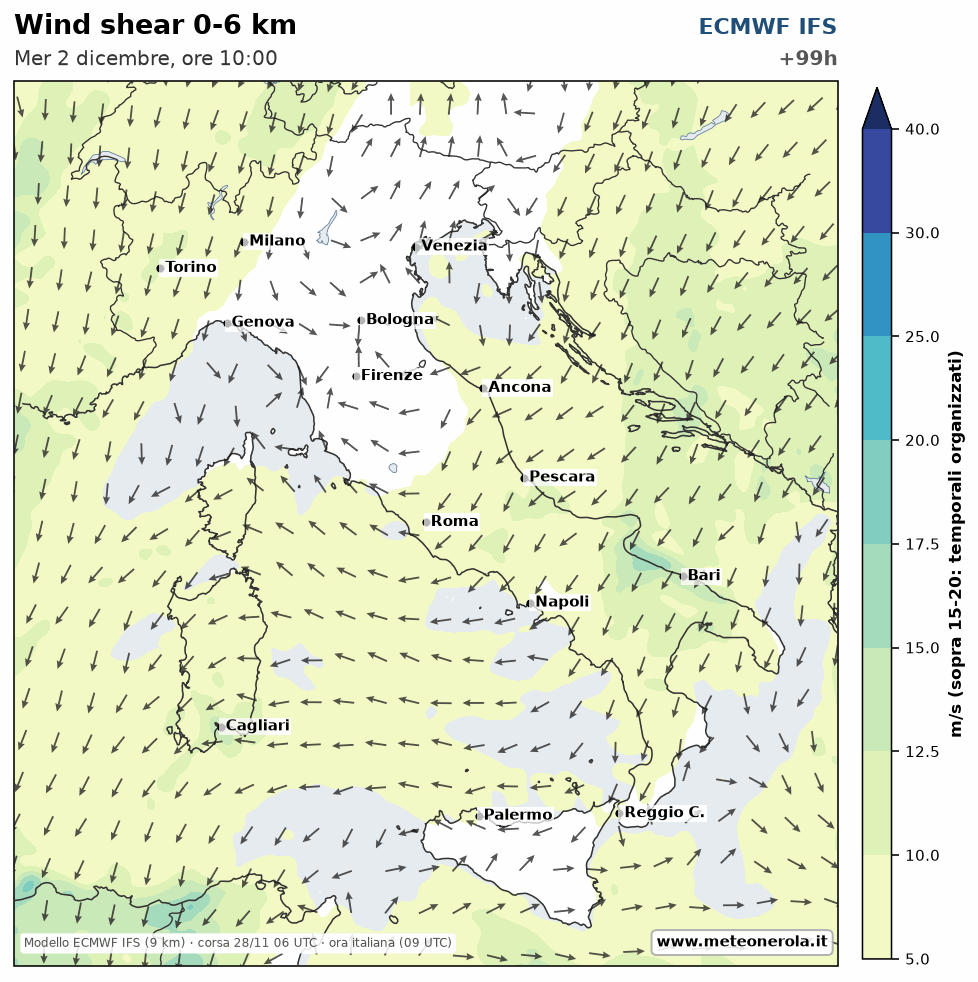 Wind shear 0-6 km
ECMWF IFS
Mer 2 dicembre, ore 10:00
+99h
Milano
Venezia
Torino
Genova
Bologna
Firenze
Ancona
Pescara
Roma
Bari
Napoli
Cagliari
Palermo
Reggio C.
40.0
30.0
25.0
20.0
17.5
15.0
12.5
10.0
5.0
m/s (sopra 15-20: temporali organizzati)
Modello ECMWF IFS (9 km) · corsa 28/11 06 UTC · ora italiana (09 UTC)
www.meteonerola.it